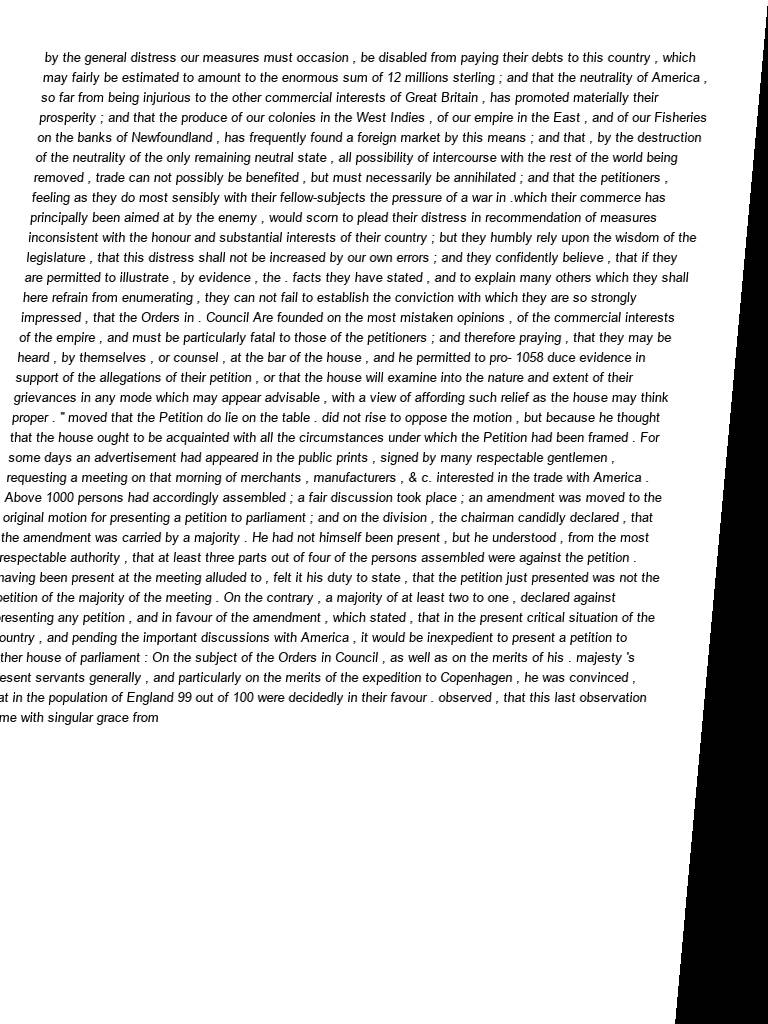 by the general distress our measures must occasion , be disabled from paying their debts to this country , which
may fairly be estimated to amount to the enormous sum of 12 millions sterling ; and that the neutrality of America ,
so far from being injurious to the other commercial interests of Great Britain , has promoted materially their
prosperity ; and that the produce of our colonies in the West Indies , of our empire in the East , and of our Fisheries
on the banks of Newfoundland , has frequently found a foreign market by this means ; and that , by the destruction
of the neutrality of the only remaining neutral state , all possibility of intercourse with the rest of the world being
removed , trade can not possibly be benefited , but must necessarily be annihilated ; and that the petitioners ,
feeling as they do most sensibly with their fellow-subjects the pressure of a war in .which their commerce has
principally been aimed at by the enemy , would scorn to plead their distress in recommendation of measures
inconsistent with the honour and substantial interests of their country ; but they humbly rely upon the wisdom of the
legislature , that this distress shall not be increased by our own errors ; and they confidently believe , that if they
are permitted to illustrate , by evidence , the . facts they have stated , and to explain many others which they shall
here refrain from enumerating , they can not fail to establish the conviction with which they are so strongly
impressed , that the Orders in . Council Are founded on the most mistaken opinions , of the commercial interests
of the empire , and must be particularly fatal to those of the petitioners ; and therefore praying , that they may be
heard , by themselves , or counsel , at the bar of the house , and he permitted to pro- 1058 duce evidence in
support of the allegations of their petition , or that the house will examine into the nature and extent of their
grievances in any mode which may appear advisable , with a view of affording such relief as the house may think
proper . " moved that the Petition do lie on the table . did not rise to oppose the motion , but because he thought
that the house ought to be acquainted with all the circumstances under which the Petition had been framed . For
some days an advertisement had appeared in the public prints , signed by many respectable gentlemen ,
requesting a meeting on that morning of merchants , manufacturers , & c. interested in the trade with America .
Above 1000 persons had accordingly assembled ; a fair discussion took place ; an amendment was moved to the
original motion for presenting a petition to parliament ; and on the division , the chairman candidly declared , that
the amendment was carried by a majority . He had not himself been present , but he understood , from the most
respectable authority , that at least three parts out of four of the persons assembled were against the petition .
having been present at the meeting alluded to , felt it his duty to state , that the petition just presented was not the
petition of the majority of the meeting . On the contrary , a majority of at least two to one , declared against
presenting any petition , and in favour of the amendment , which stated , that in the present critical situation of the
ountry , and pending the important discussions with America , it would be inexpedient to present a petition to
ther house of parliament : On the subject of the Orders in Council , as well as on the merits of his . majesty 's
esent servants generally , and particularly on the merits of the expedition to Copenhagen , he was convinced ,
at in the population of England 99 out of 100 were decidedly in their favour . observed , that this last observation
me with singular grace from